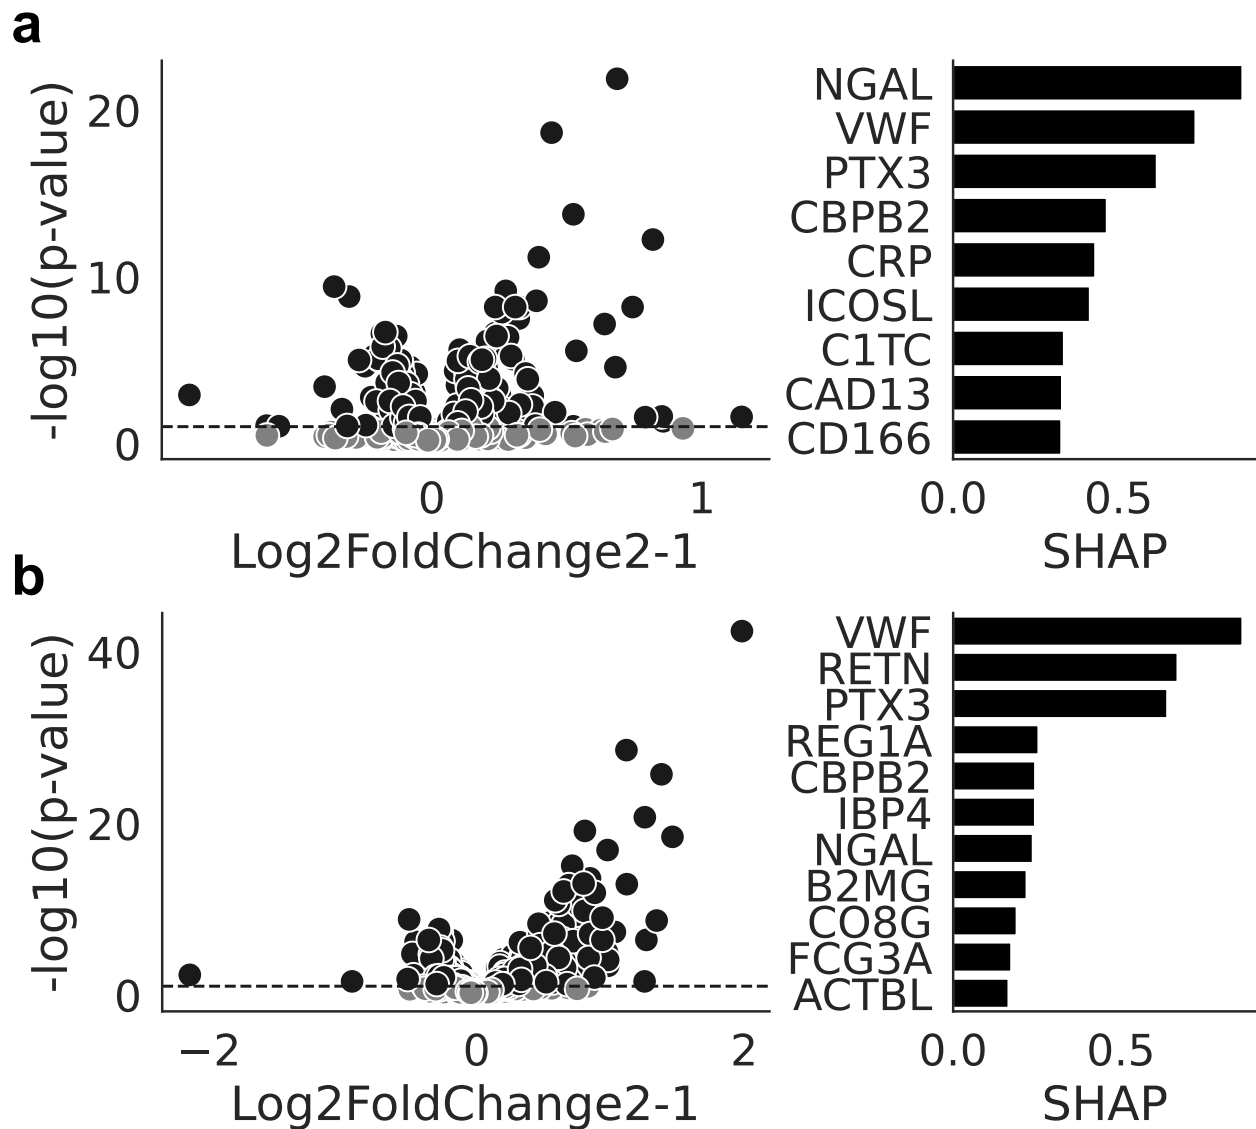 a
-log10(p-value)
20
10
0
0
1
Log2FoldChange2-1
NGAL
VWF
PTX3
CBPB2
CRP
ICOSL
C1TC
CAD13
CD166
0.0
0.5
SHAP
b
-log10(p-value)
40
20
0
−2
0
2
Log2FoldChange2-1
VWF
RETN
PTX3
REG1A
CBPB2
IBP4
NGAL
B2MG
CO8G
FCG3A
ACTBL
0.0
0.5
SHAP